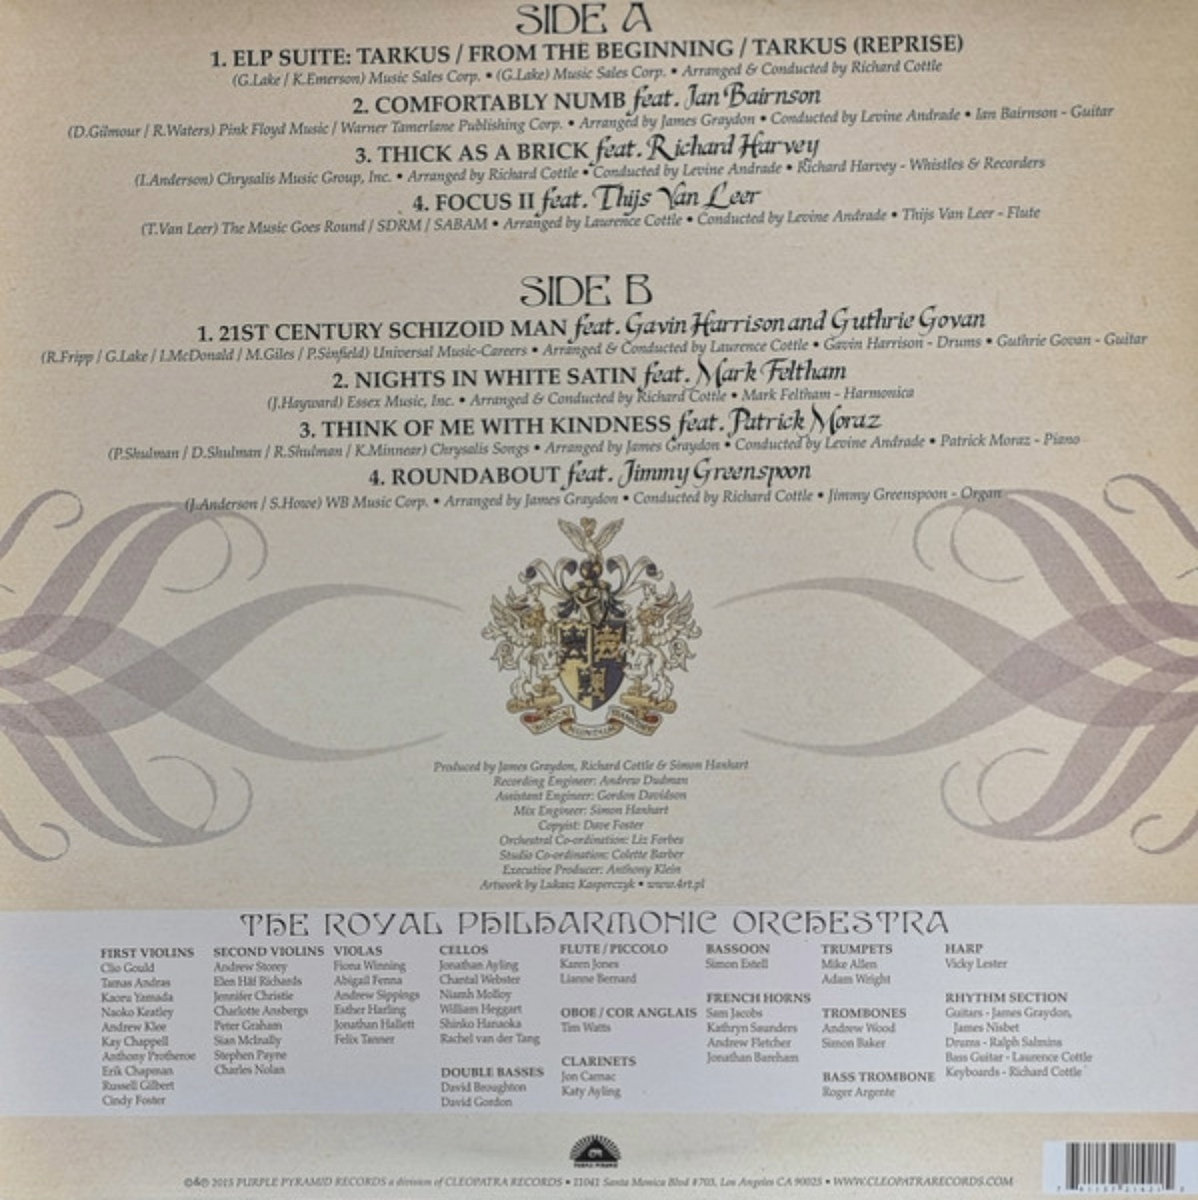 SIDE A
1. ELP SUITE: TARKUS / FROM THE BEGINNING / TARKUS (REPRISE)
(G.Lake / K.Emerson) Music Sales Corp. • (G.Lake) Music Sales Corp. • Arranged & Conducted by Richard Cottle
2. COMFORTABLY NUMB feat. Ian Bairnson
(D.Gilmour / R.Waters) Pink Floyd Music / Warner Tamerlane Publishing Corp. • Arranged by James Graydon • Conducted by Levine Andrade • Ian Bairnson - Guitar
3. THICK AS A BRICK feat. Richard Harvey
(I.Anderson) Chrysalis Music Group, Inc. • Arranged by Richard Cottle • Conducted by Levine Andrade • Richard Harvey - Whistles & Recorders
4. FOCUS II feat. Thijs Van Leer
(T.Van Leer) The Music Goes Round / SDRM / SABAM • Arranged by Laurence Cottle • Conducted by Levine Andrade • Thijs Van Leer - Flute
SIDE B
1. 21ST CENTURY SCHIZOID MAN feat. Gavin Harrison and Guthrie Govan
(R.Fripp / G.Lake / I.McDonald / M.Giles / P.Sinfield) Universal Music-Careers • Arranged & Conducted by Laurence Cottle • Gavin Harrison - Drums • Guthrie Govan - Guitar
2. NIGHTS IN WHITE SATIN feat. Mark Feltham
(J.Hayward) Essex Music, Inc. • Arranged & Conducted by Richard Cottle • Mark Feltham - Harmonica
3. THINK OF ME WITH KINDNESS feat. Patrick Moraz
(P.Shulman / D.Shulman / R.Shulman / K.Minnear) Chrysalis Songs • Arranged by James Graydon • Conducted by Levine Andrade • Patrick Moraz - Piano
4. ROUNDABOUT feat. Jimmy Greenspoon
(J.Anderson / S.Howe) WB Music Corp. • Arranged by James Graydon • Conducted by Richard Cottle • Jimmy Greenspoon - Organ
Produced by James Graydon, Richard Cottle & Simon Hanhart
Recording Engineer: Andrew Dudman
Assistant Engineer: Gordon Davidson
Mix Engineer: Simon Hanhart
Copyist: Dave Foster
Orchestral Co-ordination: Liz Forbes
Studio Co-ordination: Colette Barber
Executive Producer: Anthony Klein
Artwork by Lukasz Kasperczyk • www.4rt.pl
THE ROYAL PHILHARMONIC ORCHESTRA
FIRST VIOLINS
Clio Gould
Tamas Andras
Kaoru Yamada
Naoko Keatley
Andrew Klee
Kay Chappell
Anthony Protheroe
Erik Chapman
Russell Gilbert
Cindy Foster
SECOND VIOLINS
Andrew Storey
Elen Hâf Richards
Jennifer Christie
Charlotte Ansbergs
Peter Graham
Sian McInally
Stephen Payne
Charles Nolan
VIOLAS
Fiona Winning
Abigail Fenna
Andrew Sippings
Esther Harling
Jonathan Hallett
Felix Tanner
CELLOS
Jonathan Ayling
Chantal Webster
Niamh Molloy
William Heggart
Shinko Hanaoka
Rachel van der Tang
DOUBLE BASSES
David Broughton
David Gordon
FLUTE / PICCOLO
Karen Jones
Lianne Bernard
OBOE / COR ANGLAIS
Tim Watts
CLARINETS
Jon Carnac
Katy Ayling
BASSOON
Simon Estell
FRENCH HORNS
Sam Jacobs
Kathryn Saunders
Andrew Fletcher
Jonathan Bareham
TRUMPETS
Mike Allen
Adam Wright
TROMBONES
Andrew Wood
Simon Baker
BASS TROMBONE
Roger Argente
HARP
Vicky Lester
RHYTHM SECTION
Guitars - James Graydon,
James Nisbet
Drums - Ralph Salmins
Bass Guitar - Laurence Cottle
Keyboards - Richard Cottle
PURPLE PYRAMID
©&℗ 2015 PURPLE PYRAMID RECORDS a division of CLEOPATRA RECORDS • 11041 Santa Monica Blvd #703, Los Angeles CA 90025 • WWW.CLEOPATRARECORDS.COM